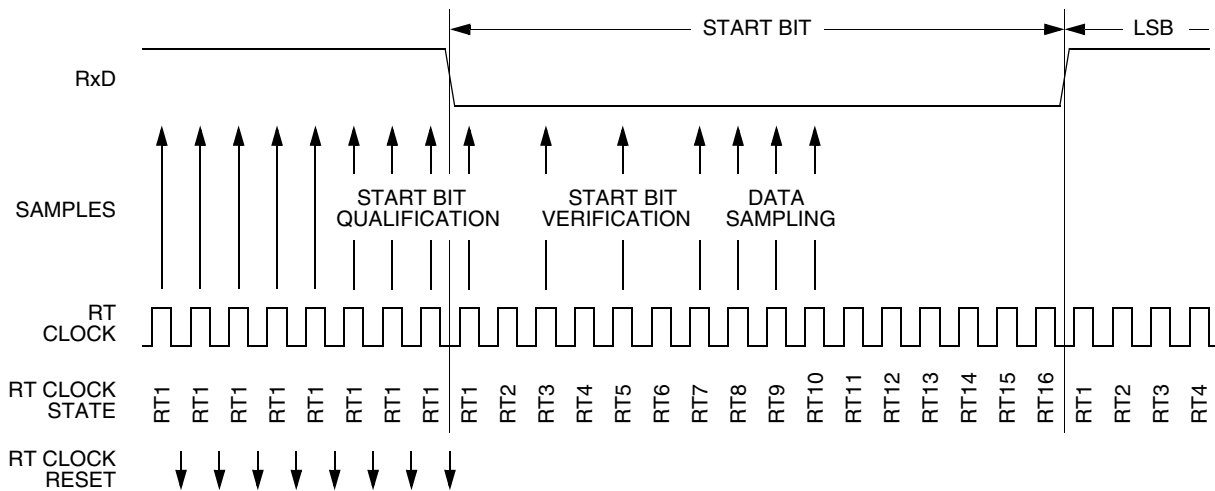 START BIT
LSB
RxD
SAMPLES
START BIT
QUALIFICATION
START BIT
VERIFICATION
DATA
SAMPLING
RT
CLOCK
RT CLOCK
STATE
RT1 RT1 RT1 RT1 RT1 RT1 RT1 RT1 RT1 RT2 RT3 RT4 RT5 RT6 RT7 RT8 RT9 RT10 RT11 RT12 RT13 RT14 RT15 RT16 RT1 RT2 RT3 RT4
RT CLOCK
RESET